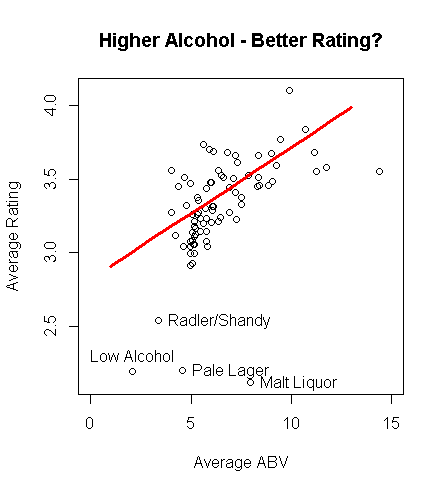 Higher Alcohol - Better Rating?
Average Rating
4.0
3.5
3.0
2.5
Radler/Shandy
Low Alcohol
Pale Lager
Malt Liquor
0 5 10 15
Average ABV